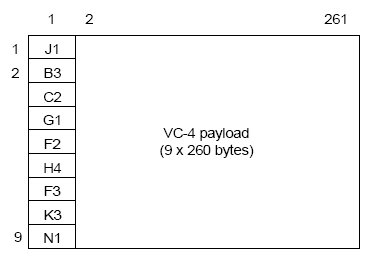 1 2 261
1 J1
2 B3
C2
G1
F2
H4
F3
K3
9 N1
VC-4 payload
(9 x 260 bytes)